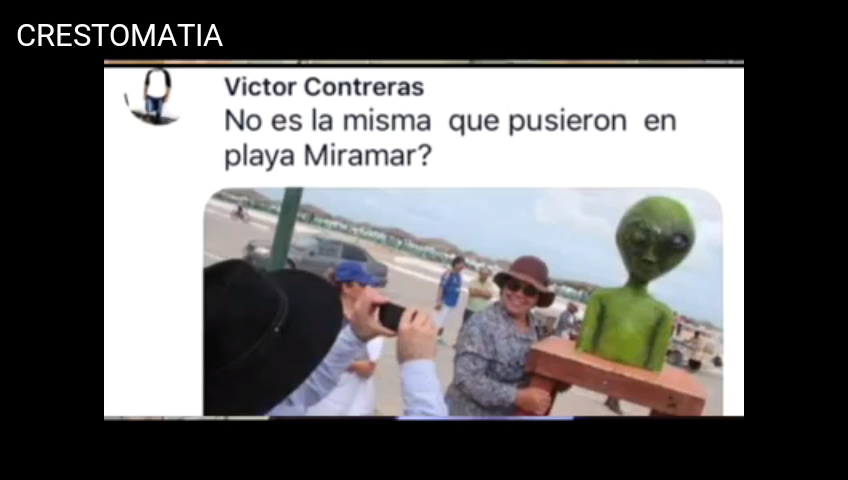 CRESTOMATIA
Victor Contreras
No es la misma que pusieron en
playa Miramar?